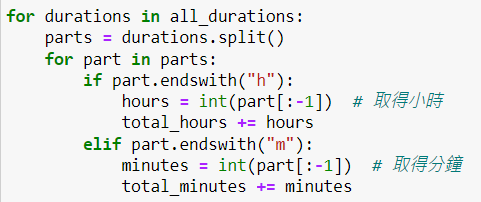 for durations in all_durations:
    parts = durations.split()
    for part in parts:
        if part.endswith("h"):
            hours = int(part[:-1])  # 取得小時
            total_hours += hours
        elif part.endswith("m"):
            minutes = int(part[:-1])  # 取得分鐘
            total_minutes += minutes